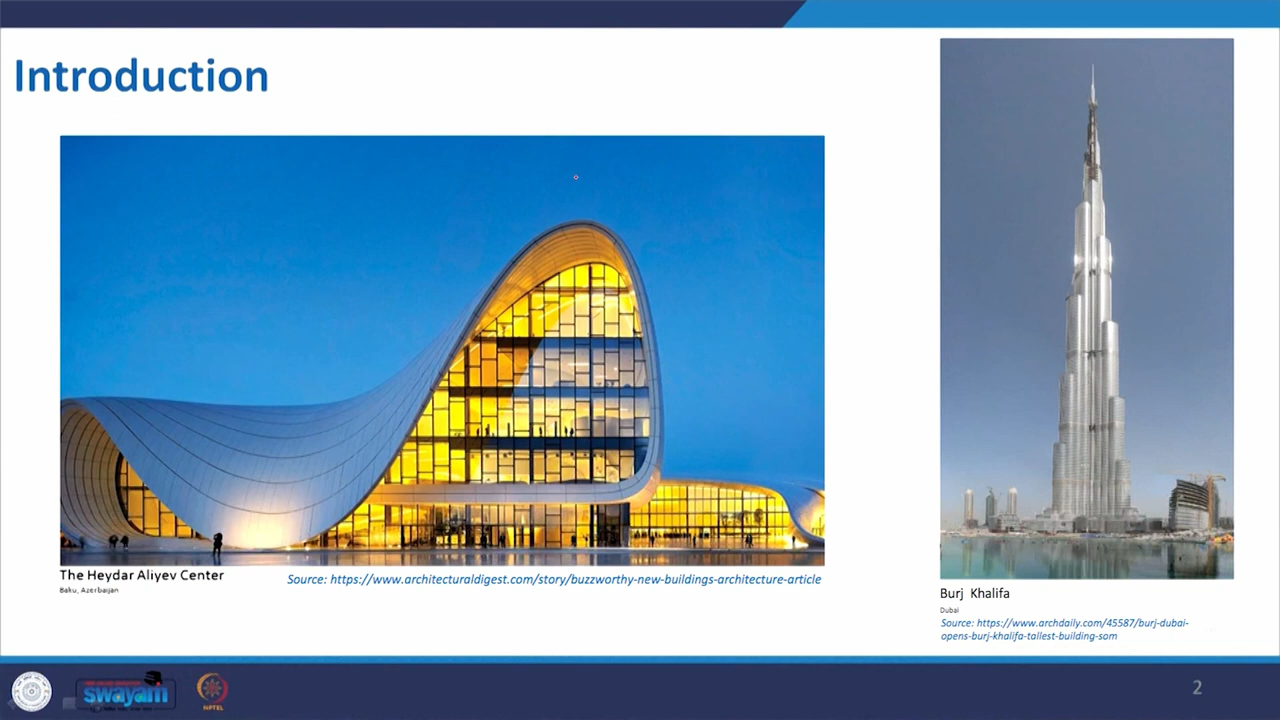 Introduction
The Heydar Aliyev Center
Baku, Azerbaijan
Source: https://www.architecturaldigest.com/story/buzzworthy-new-buildings-architecture-article
Burj Khalifa
Dubai
Source: https://www.archdaily.com/45587/burj-dubai-
opens-burj-khalifa-tallest-building-som
swayam
NPTEL
2